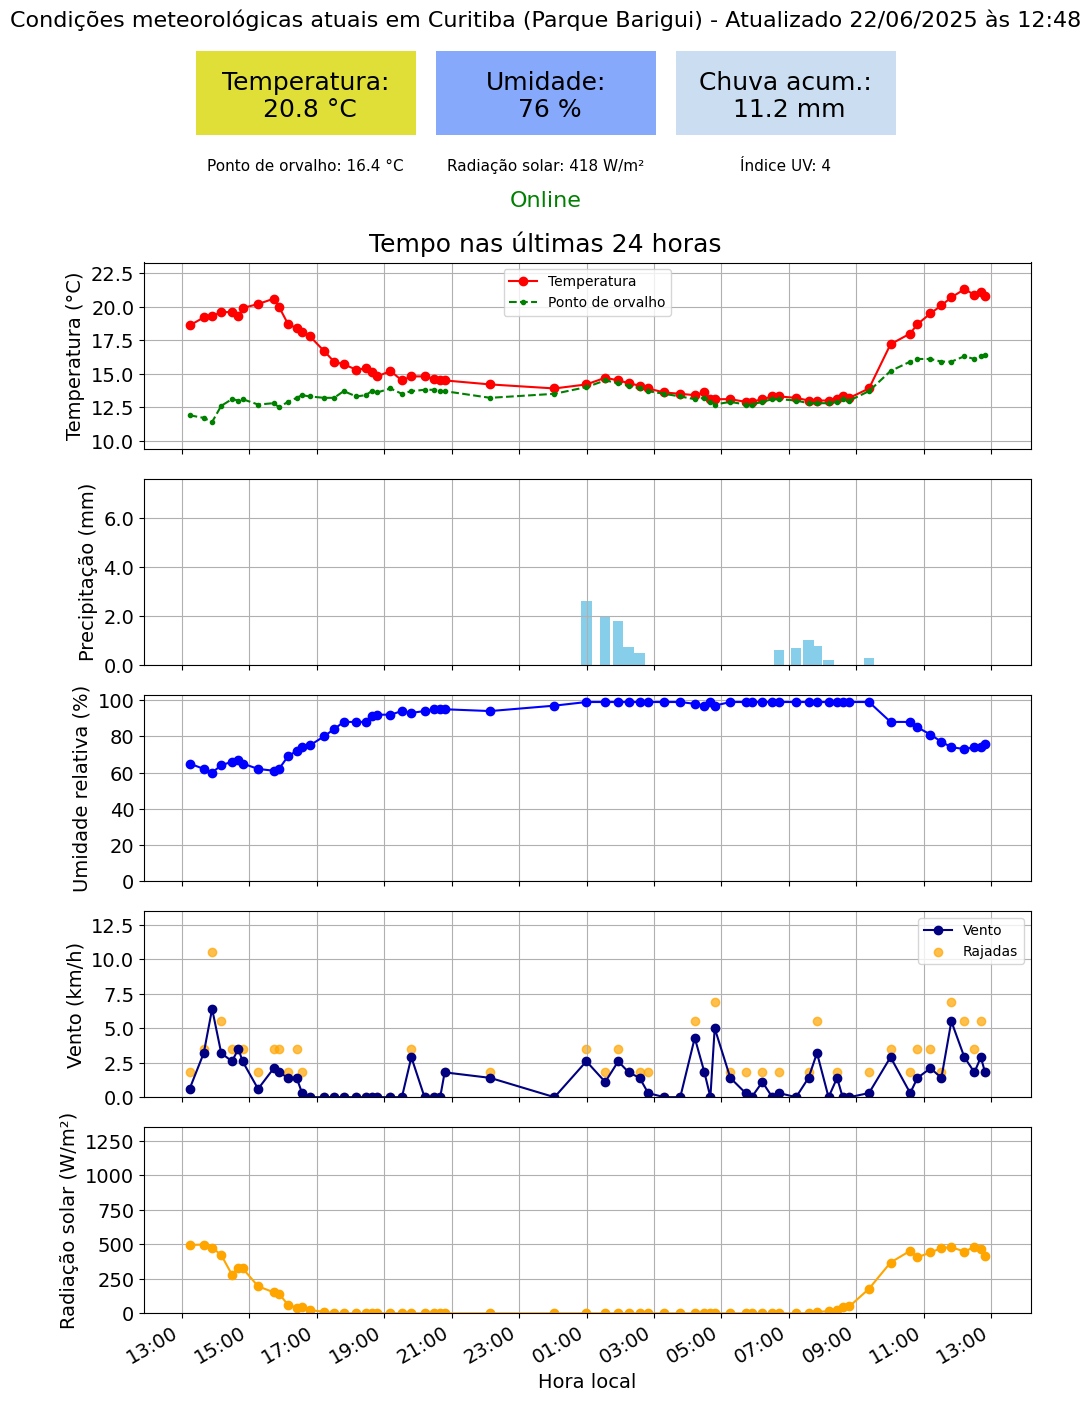 Condições meteorológicas atuais em Curitiba (Parque Barigui) - Atualizado 22/06/2025 às 12:48
Temperatura:
20.8 °C
Umidade:
76 %
Chuva acum.:
11.2 mm
Ponto de orvalho: 16.4 °C
Radiação solar: 418 W/m²
Índice UV: 4
Online
Tempo nas últimas 24 horas
Temperatura (°C)
22.5
20.0
17.5
15.0
12.5
10.0
Temperatura
Ponto de orvalho
Precipitação (mm)
6.0
4.0
2.0
0.0
Umidade relativa (%)
100
80
60
40
20
0
Vento (km/h)
12.5
10.0
7.5
5.0
2.5
0.0
Vento
Rajadas
Radiação solar (W/m²)
1250
1000
750
500
250
0
13:00
15:00
17:00
19:00
21:00
23:00
01:00
03:00
05:00
07:00
09:00
11:00
13:00
Hora local